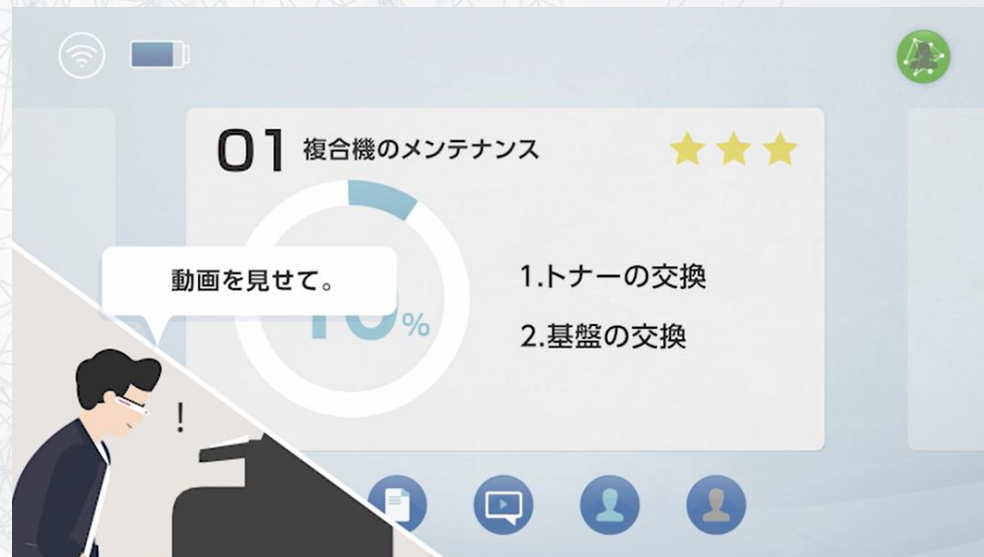 01 複合機のメンテナンス
動画を見せて。
10%
1.トナーの交換
2.基盤の交換
!